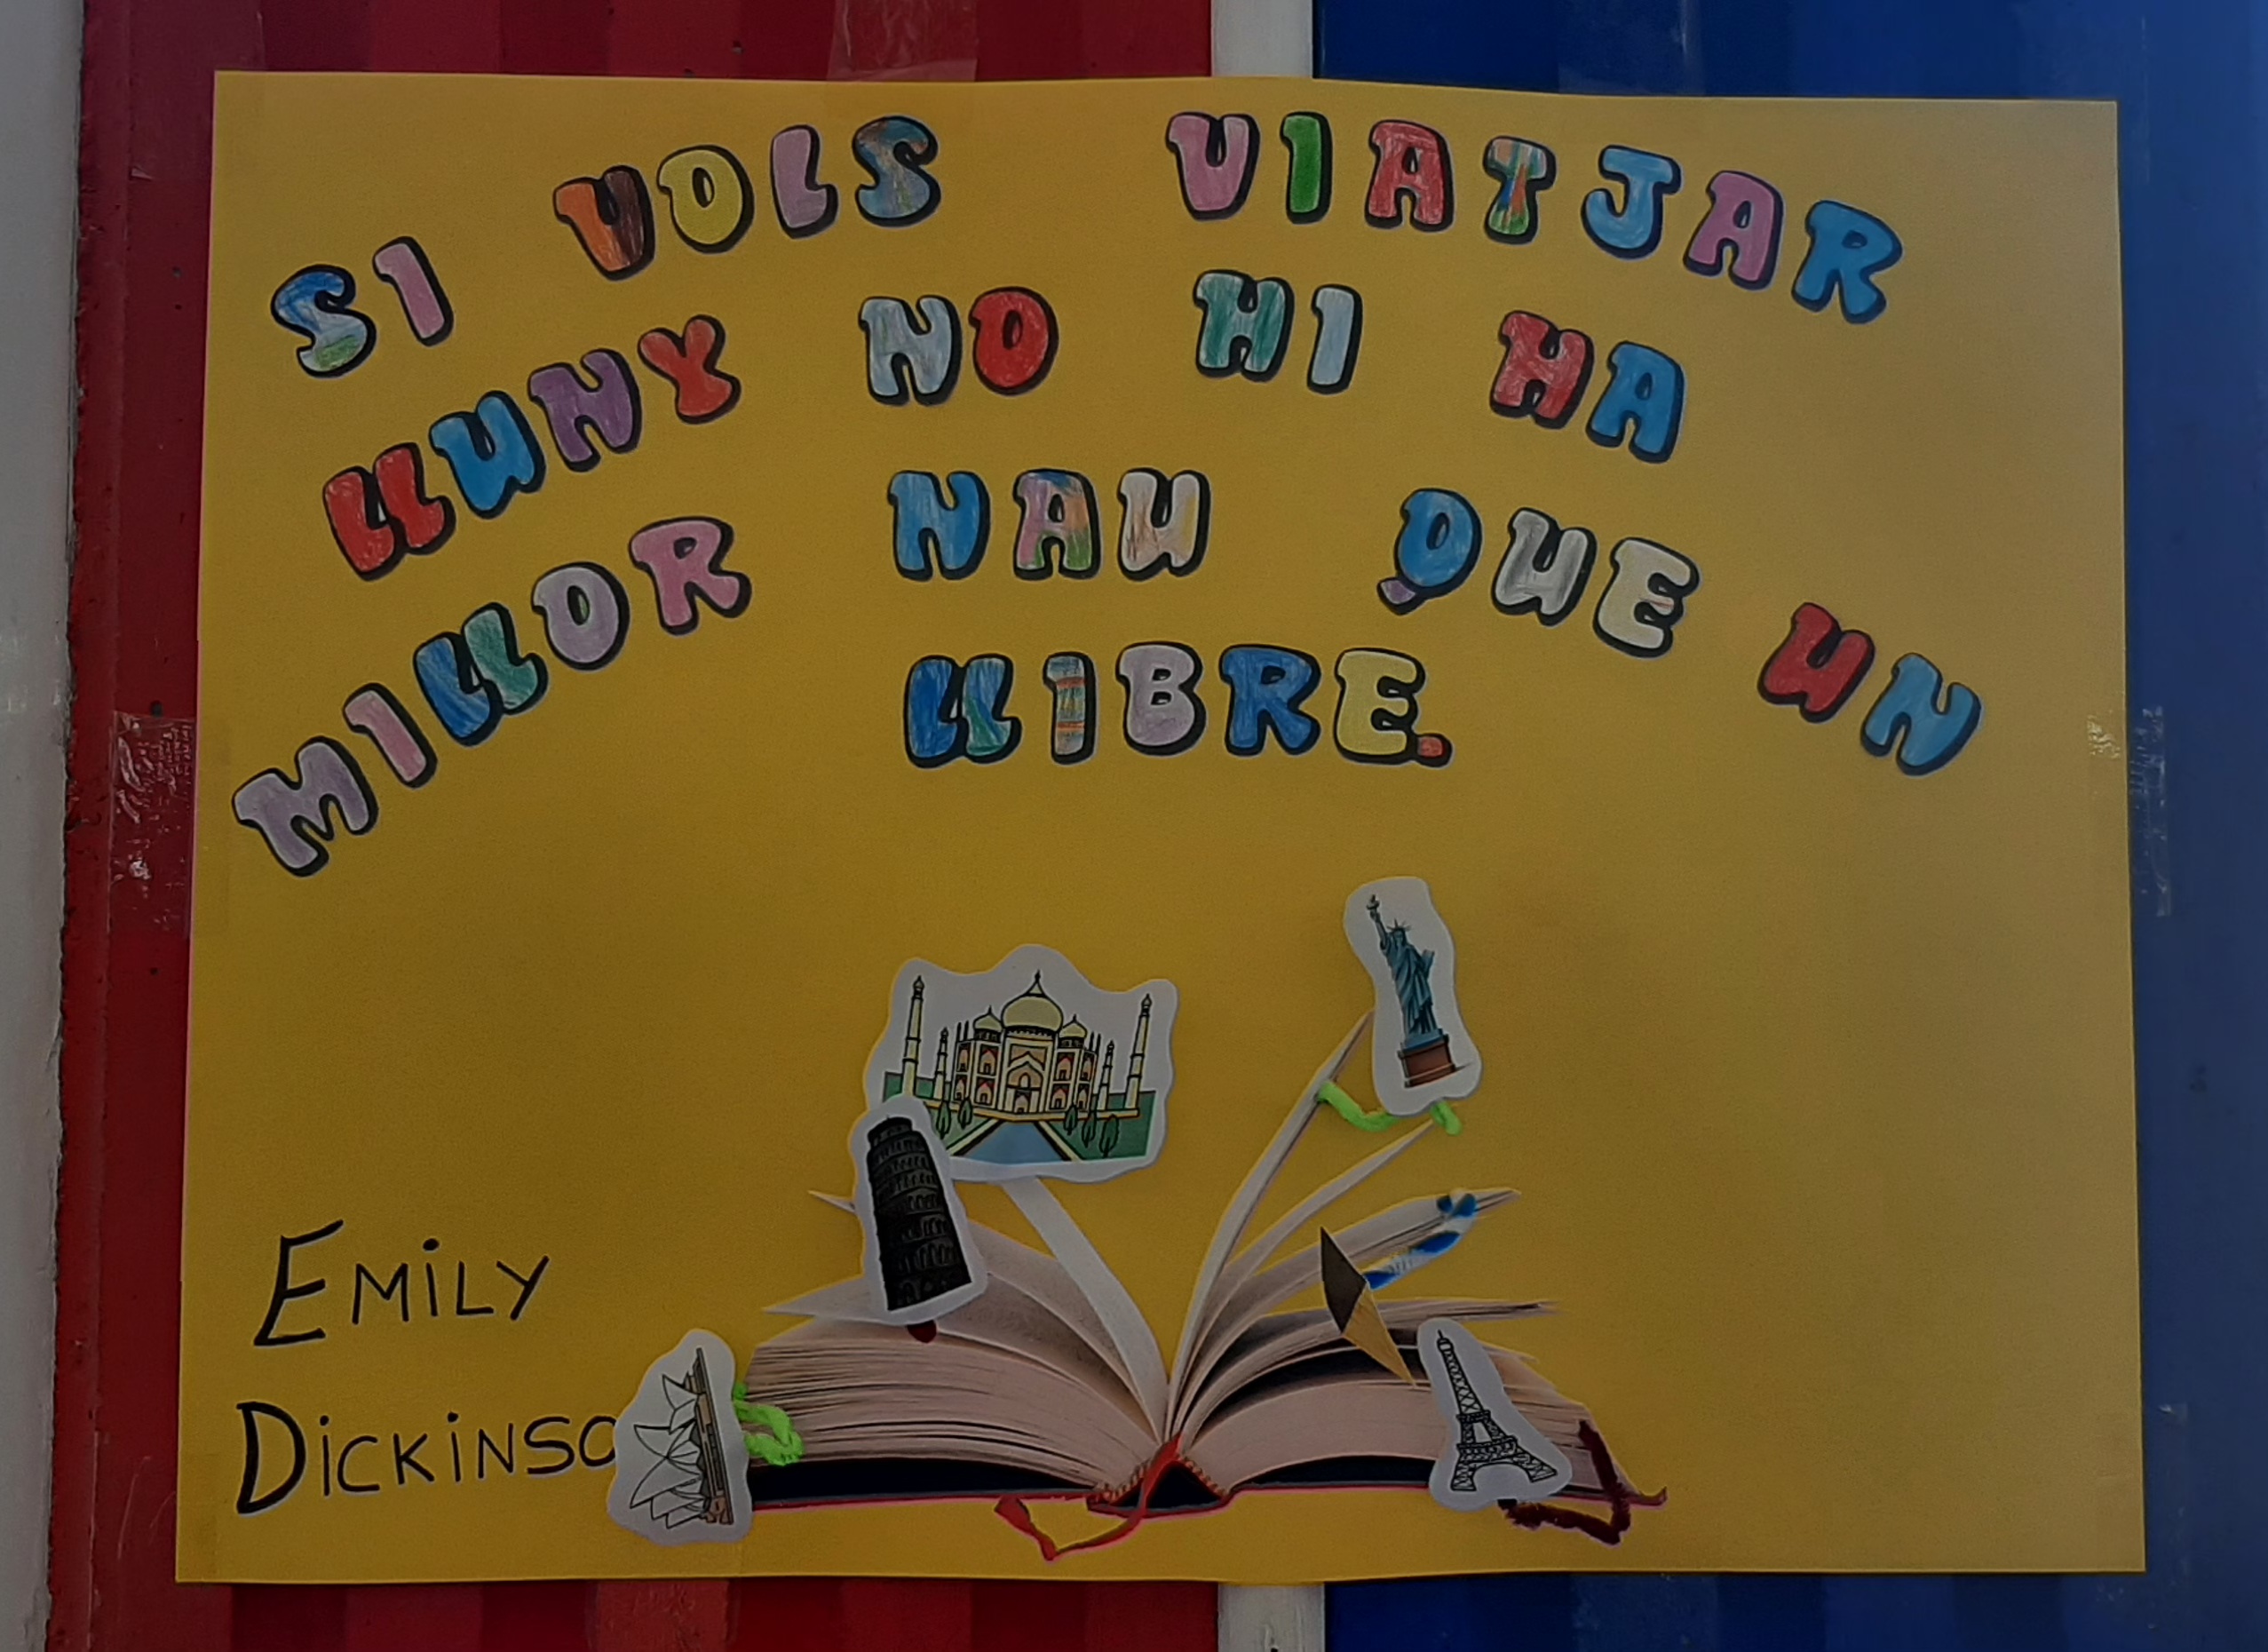 SI VOLS VIATJAR
LLUNY NO HI HA
MILLOR NAU QUE UN
LLIBRE.
EMILY
DICKINSO